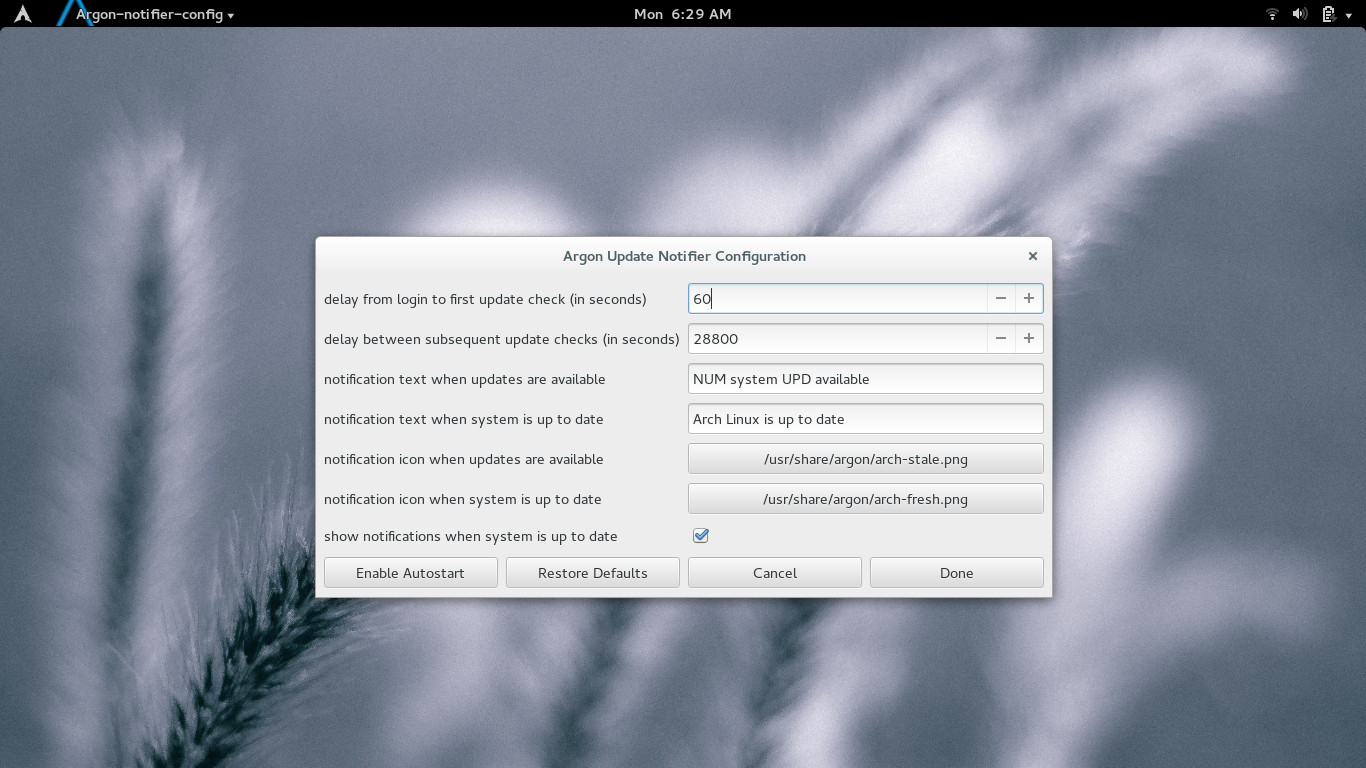 Argon-notifier-config
Mon 6:29 AM
Argon Update Notifier Configuration
delay from login to first update check (in seconds) 60
delay between subsequent update checks (in seconds) 28800
notification text when updates are available NUM system UPD available
notification text when system is up to date Arch Linux is up to date
notification icon when updates are available /usr/share/argon/arch-stale.png
notification icon when system is up to date /usr/share/argon/arch-fresh.png
show notifications when system is up to date
Enable Autostart Restore Defaults Cancel Done